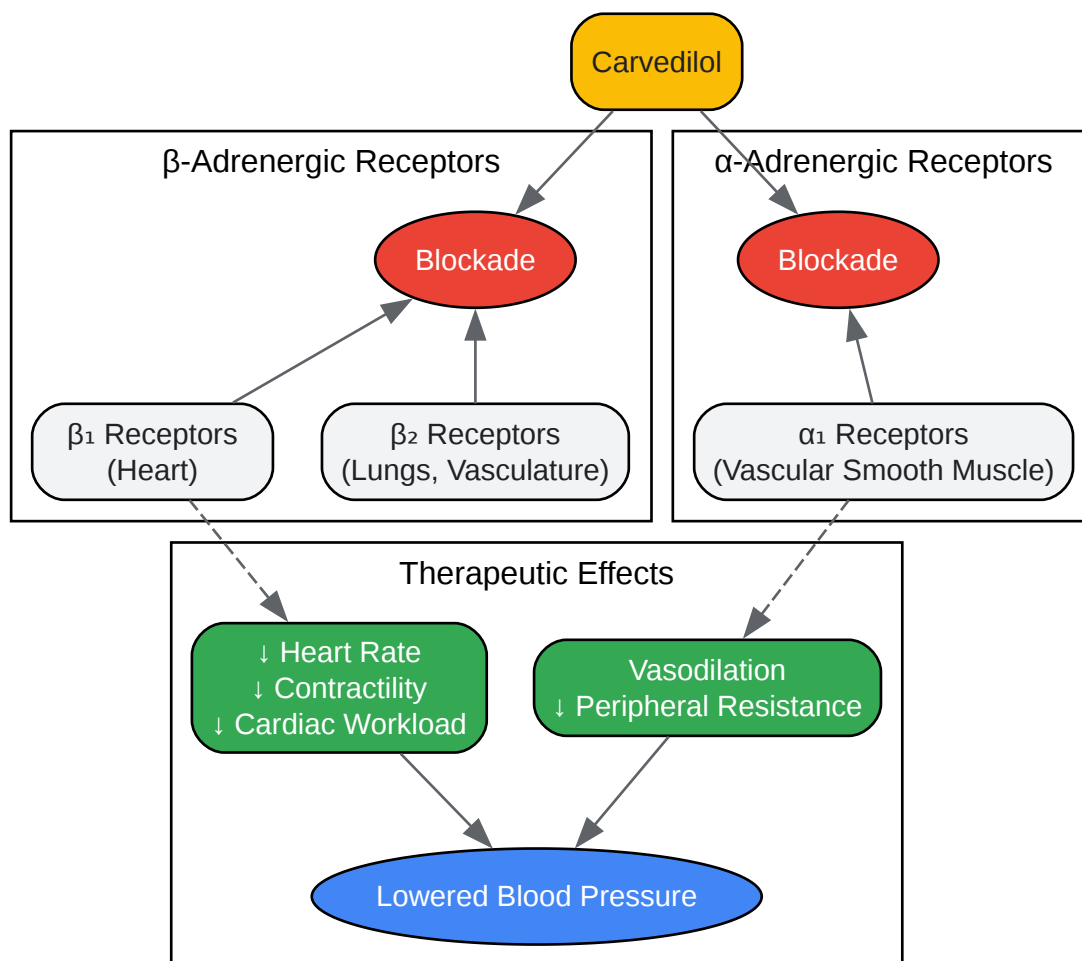 Carvedilol
β-Adrenergic Receptors
α-Adrenergic Receptors
Blockade
Blockade
β₁ Receptors
(Heart)
β₂ Receptors
(Lungs, Vasculature)
α₁ Receptors
(Vascular Smooth Muscle)
Therapeutic Effects
↓ Heart Rate
↓ Contractility
↓ Cardiac Workload
Vasodilation
↓ Peripheral Resistance
Lowered Blood Pressure